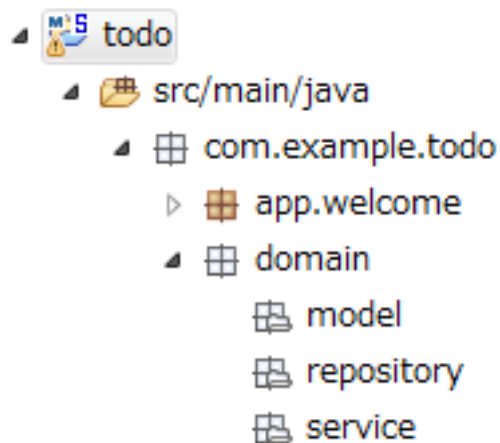 todo
src/main/java
com.example.todo
app.welcome
domain
model
repository
service